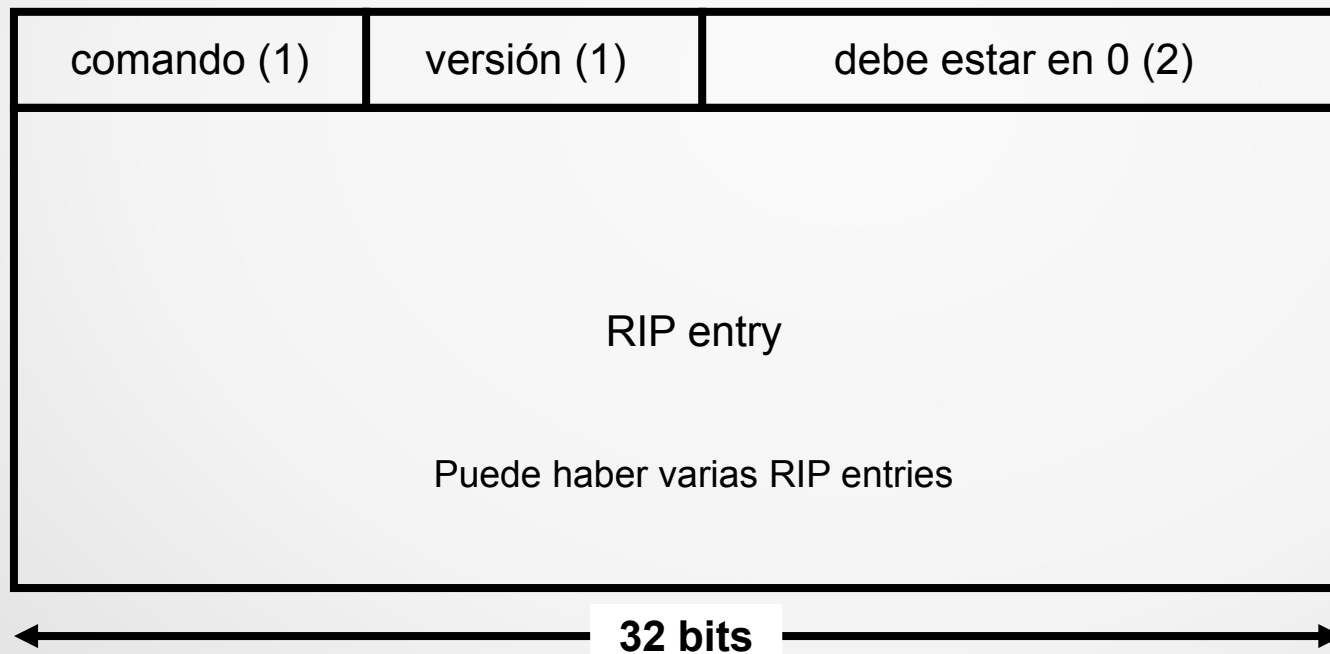 comando (1) versión (1) debe estar en 0 (2)
RIP entry
Puede haber varias RIP entries
32 bits